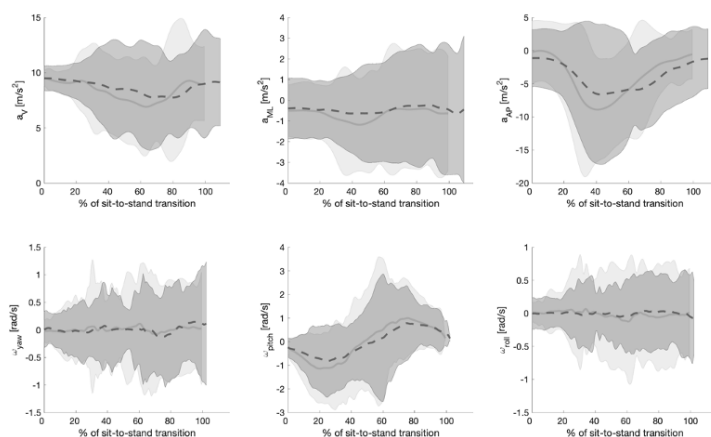 15
10
5
0
a_V [m/s²]
0 20 40 60 80 100
% of sit-to-stand transition
4
3
2
1
0
-1
-2
-3
-4
a_ML [m/s²]
0 20 40 60 80 100
% of sit-to-stand transition
5
0
-5
-10
-15
-20
a_AP [m/s²]
0 20 40 60 80 100
% of sit-to-stand transition
1.5
1
0.5
0
-0.5
-1
-1.5
ω_yaw [rad/s]
0 20 40 60 80 100
% of sit-to-stand transition
4
3
2
1
0
-1
-2
-3
ω_pitch [rad/s]
0 20 40 60 80 100
% of sit-to-stand transition
1
0.5
0
-0.5
-1
-1.5
ω_roll [rad/s]
0 20 40 60 80 100
% of sit-to-stand transition